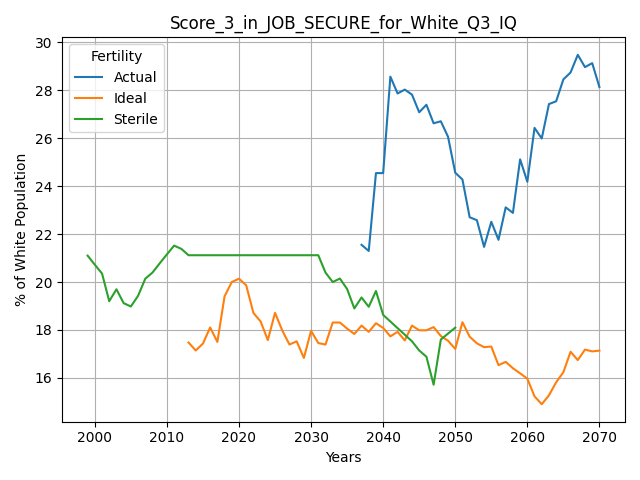 Score_3_in_JOB_SECURE_for_White_Q3_IQ
Fertility
Actual
Ideal
Sterile
% of White Population
30
28
26
24
22
20
18
16
2000 2010 2020 2030 2040 2050 2060 2070
Years